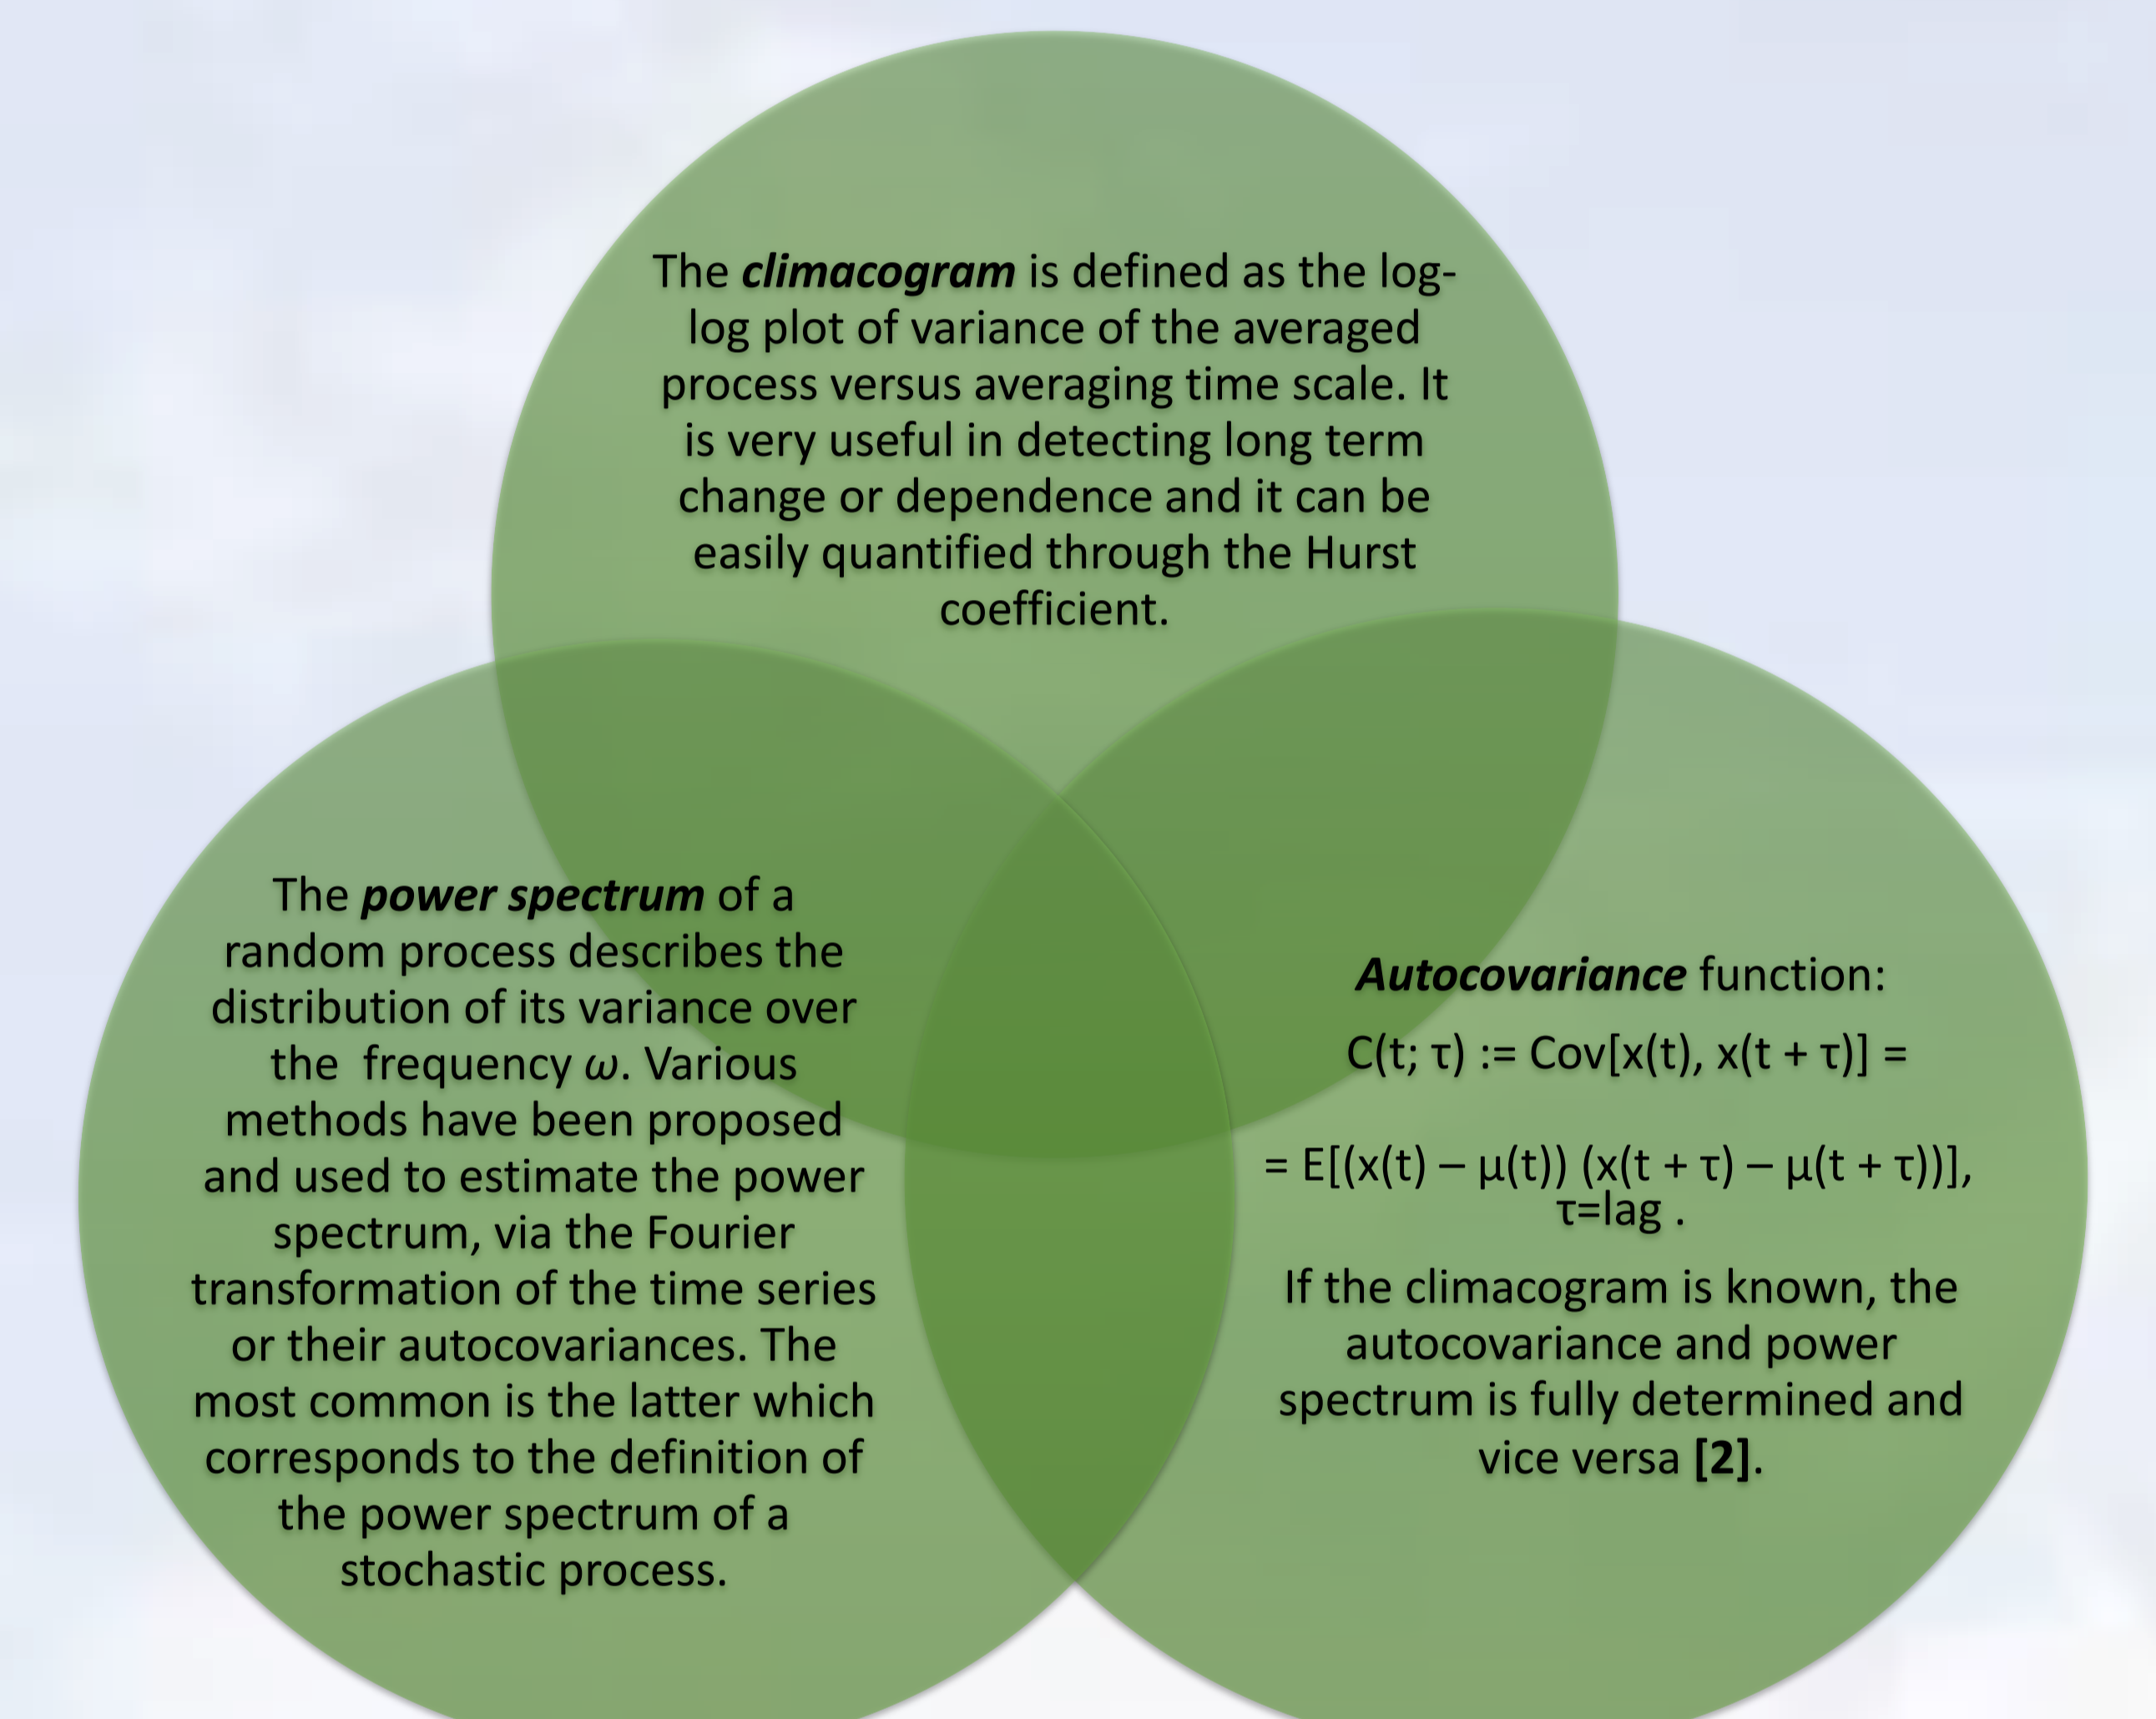 The climacogram is defined as the log-
log plot of variance of the averaged
process versus averaging time scale. It
is very useful in detecting long term
change or dependence and it can be
easily quantified through the Hurst
coefficient.
The power spectrum of a
random process describes the
distribution of its variance over
the  frequency ω. Various
methods have been proposed
and used to estimate the power
spectrum, via the Fourier
transformation of the time series
or their autocovariances. The
most common is the latter which
corresponds to the definition of
the power spectrum of a
stochastic process.
Autocovariance function:
C(t; τ) := Cov[x(t), x(t + τ)] =
= E[(x(t) – μ(t)) (x(t + τ) – μ(t + τ))],
τ=lag .
If the climacogram is known, the
autocovariance and power
spectrum is fully determined and
vice versa [2].